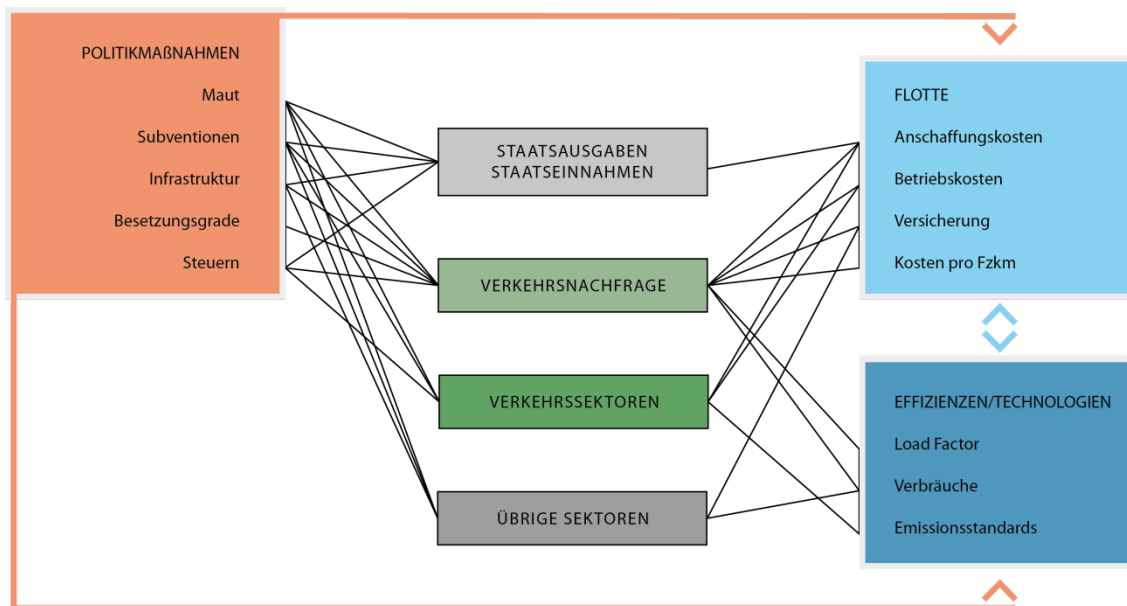 POLITIKMAßNAHMEN
Maut
Subventionen
Infrastruktur
Besetzungsgrade
Steuern
STAATSAUSGABEN
STAATSEINNAHMEN
VERKEHRSNACHFRAGE
VERKEHRSSEKTOREN
ÜBRIGE SEKTOREN
FLOTTE
Anschaffungskosten
Betriebskosten
Versicherung
Kosten pro Fzkm
EFFIZIENZEN/TECHNOLOGIEN
Load Factor
Verbräuche
Emissionsstandards